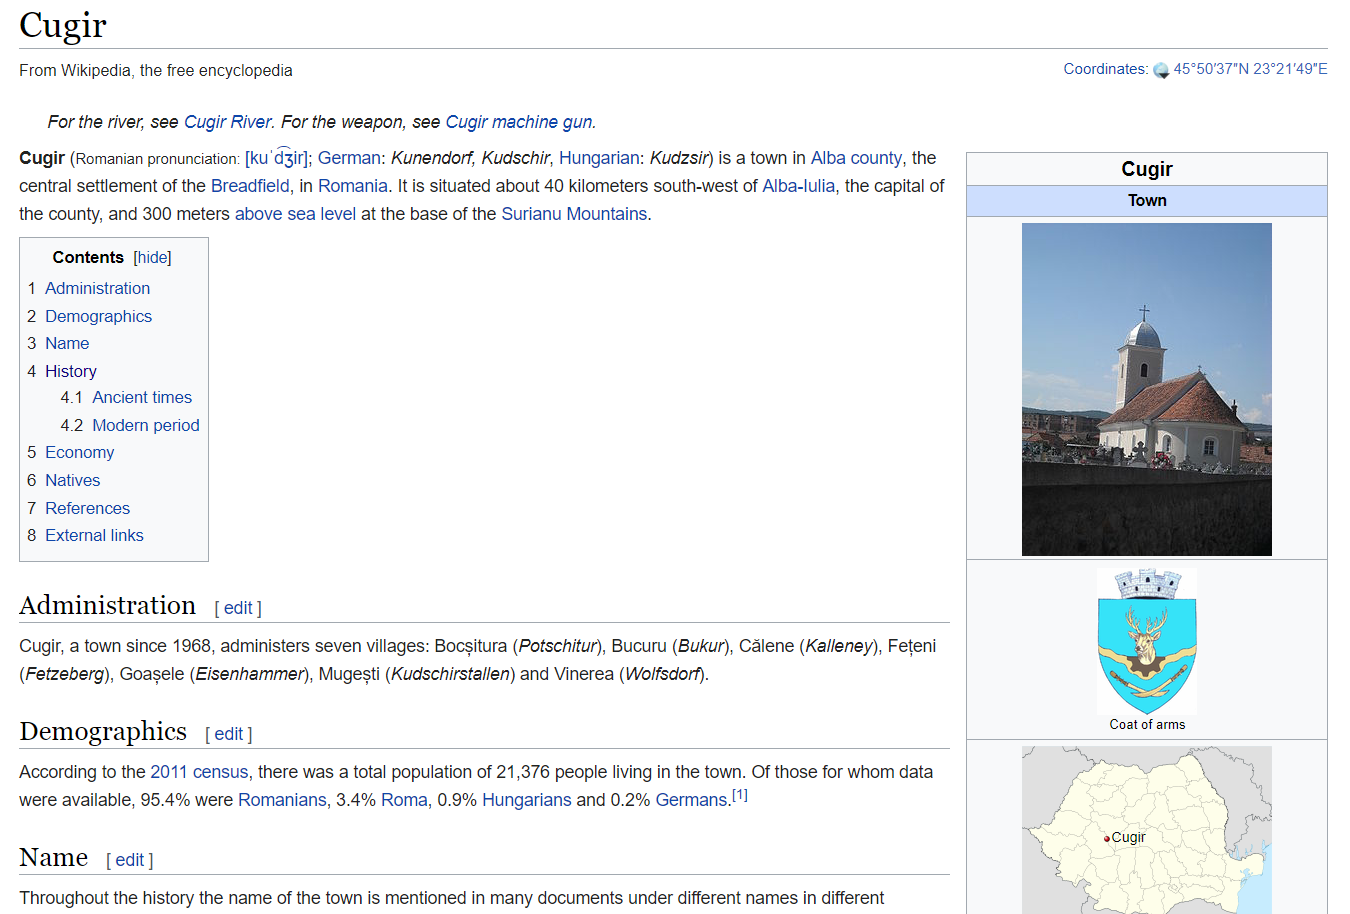 Cugir
From Wikipedia, the free encyclopedia
Coordinates: 45°50′37″N 23°21′49″E
For the river, see Cugir River. For the weapon, see Cugir machine gun.
Cugir (Romanian pronunciation: [kuˈd͡ʒir]; German: Kunendorf, Kudschir, Hungarian: Kudzsir) is a town in Alba county, the
central settlement of the Breadfield, in Romania. It is situated about 40 kilometers south-west of Alba-Iulia, the capital of
the county, and 300 meters above sea level at the base of the Surianu Mountains.
Contents [hide]
1 Administration
2 Demographics
3 Name
4 History
4.1 Ancient times
4.2 Modern period
5 Economy
6 Natives
7 References
8 External links
Administration [ edit ]
Cugir, a town since 1968, administers seven villages: Bocșitura (Potschitur), Bucuru (Bukur), Călene (Kalleney), Fețeni
(Fetzeberg), Goașele (Eisenhammer), Mugești (Kudschirstallen) and Vinerea (Wolfsdorf).
Demographics [ edit ]
According to the 2011 census, there was a total population of 21,376 people living in the town. Of those for whom data
were available, 95.4% were Romanians, 3.4% Roma, 0.9% Hungarians and 0.2% Germans.[1]
Name [ edit ]
Throughout the history the name of the town is mentioned in many documents under different names in different
Cugir
Town
Coat of arms
Cugir